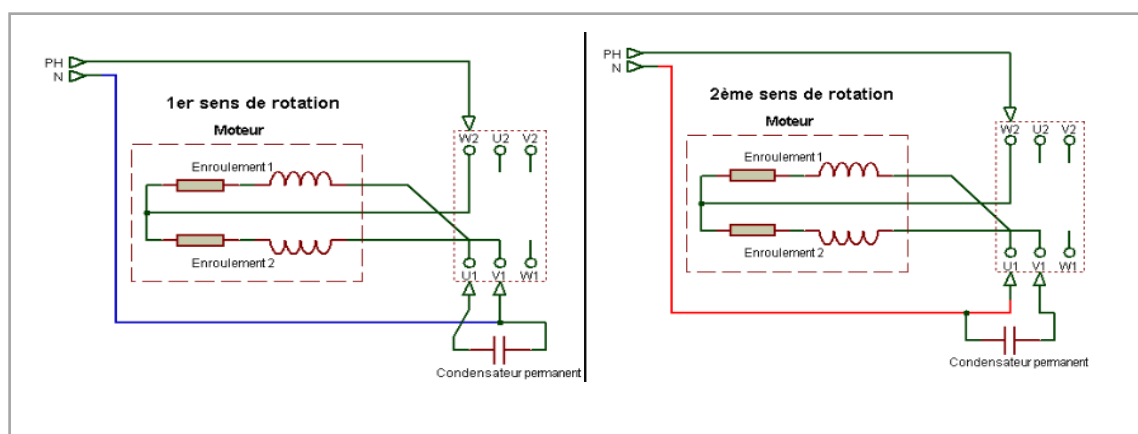 PH
N
1er sens de rotation
Moteur
W2 U2 V2
Enroulement 1
Enroulement 2
U1 V1 W1
Condensateur permanent
PH
N
2ème sens de rotation
Moteur
W2 U2 V2
Enroulement 1
Enroulement 2
U1 V1 W1
Condensateur permanent